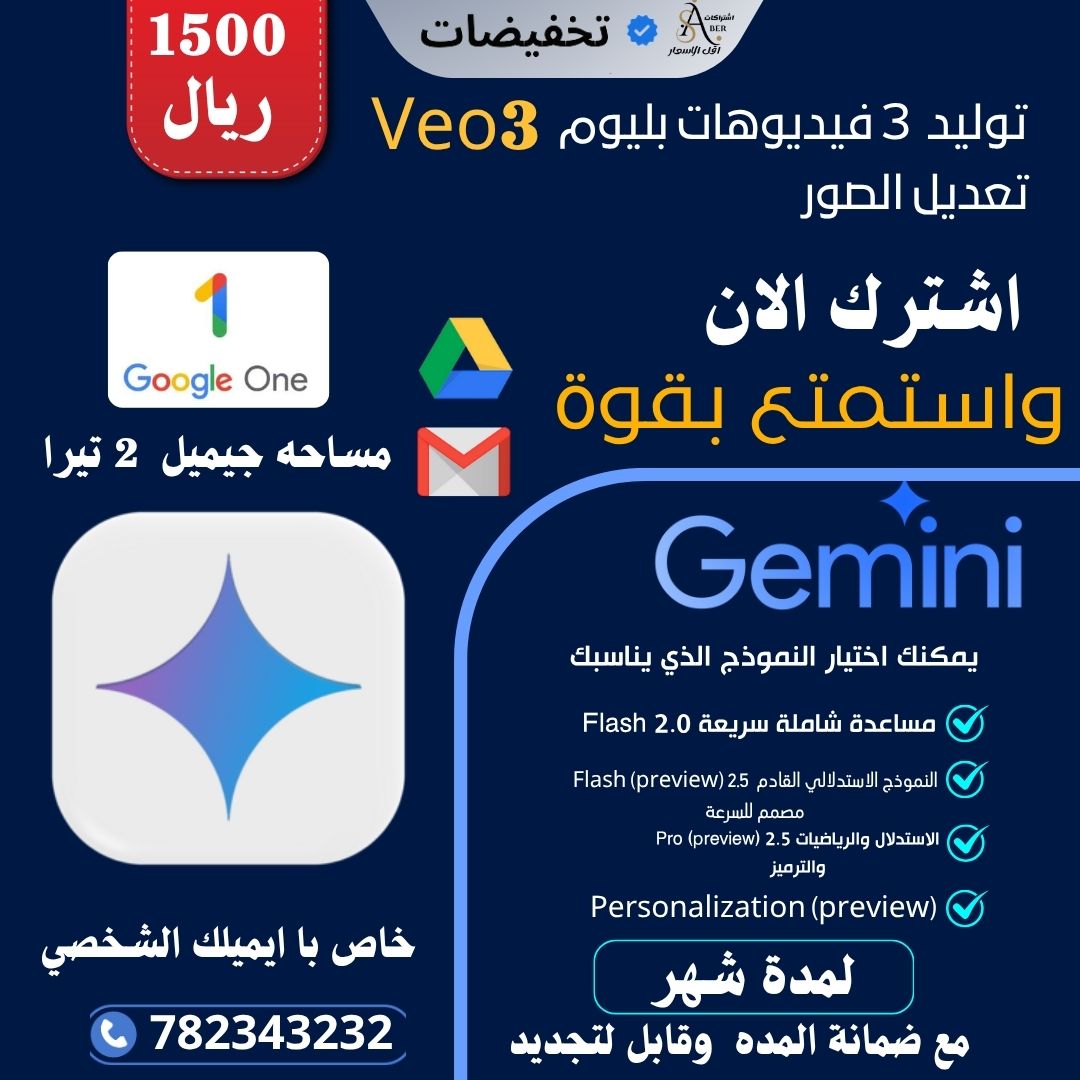 1500
ريال
تخفيضات
اشتراكات
ABER
اقل الاسعار
توليد 3 فيديوهات بليوم Veo3
تعديل الصور
اشترك الان
واستمتع بقوة
Google One
مساحه جيميل 2 تيرا
Gemini
يمكنك اختيار النموذج الذي يناسبك
مساعدة شاملة سريعة 2.0 Flash
النموذج الاستدلالي القادم 2.5 Flash (preview)
مصمم للسرعة
الاستدلال والرياضيات 2.5 Pro (preview)
والترميز
Personalization (preview)
لمدة شهر
مع ضمانة المده وقابل لتجديد
خاص با ايميلك الشخصي
782343232